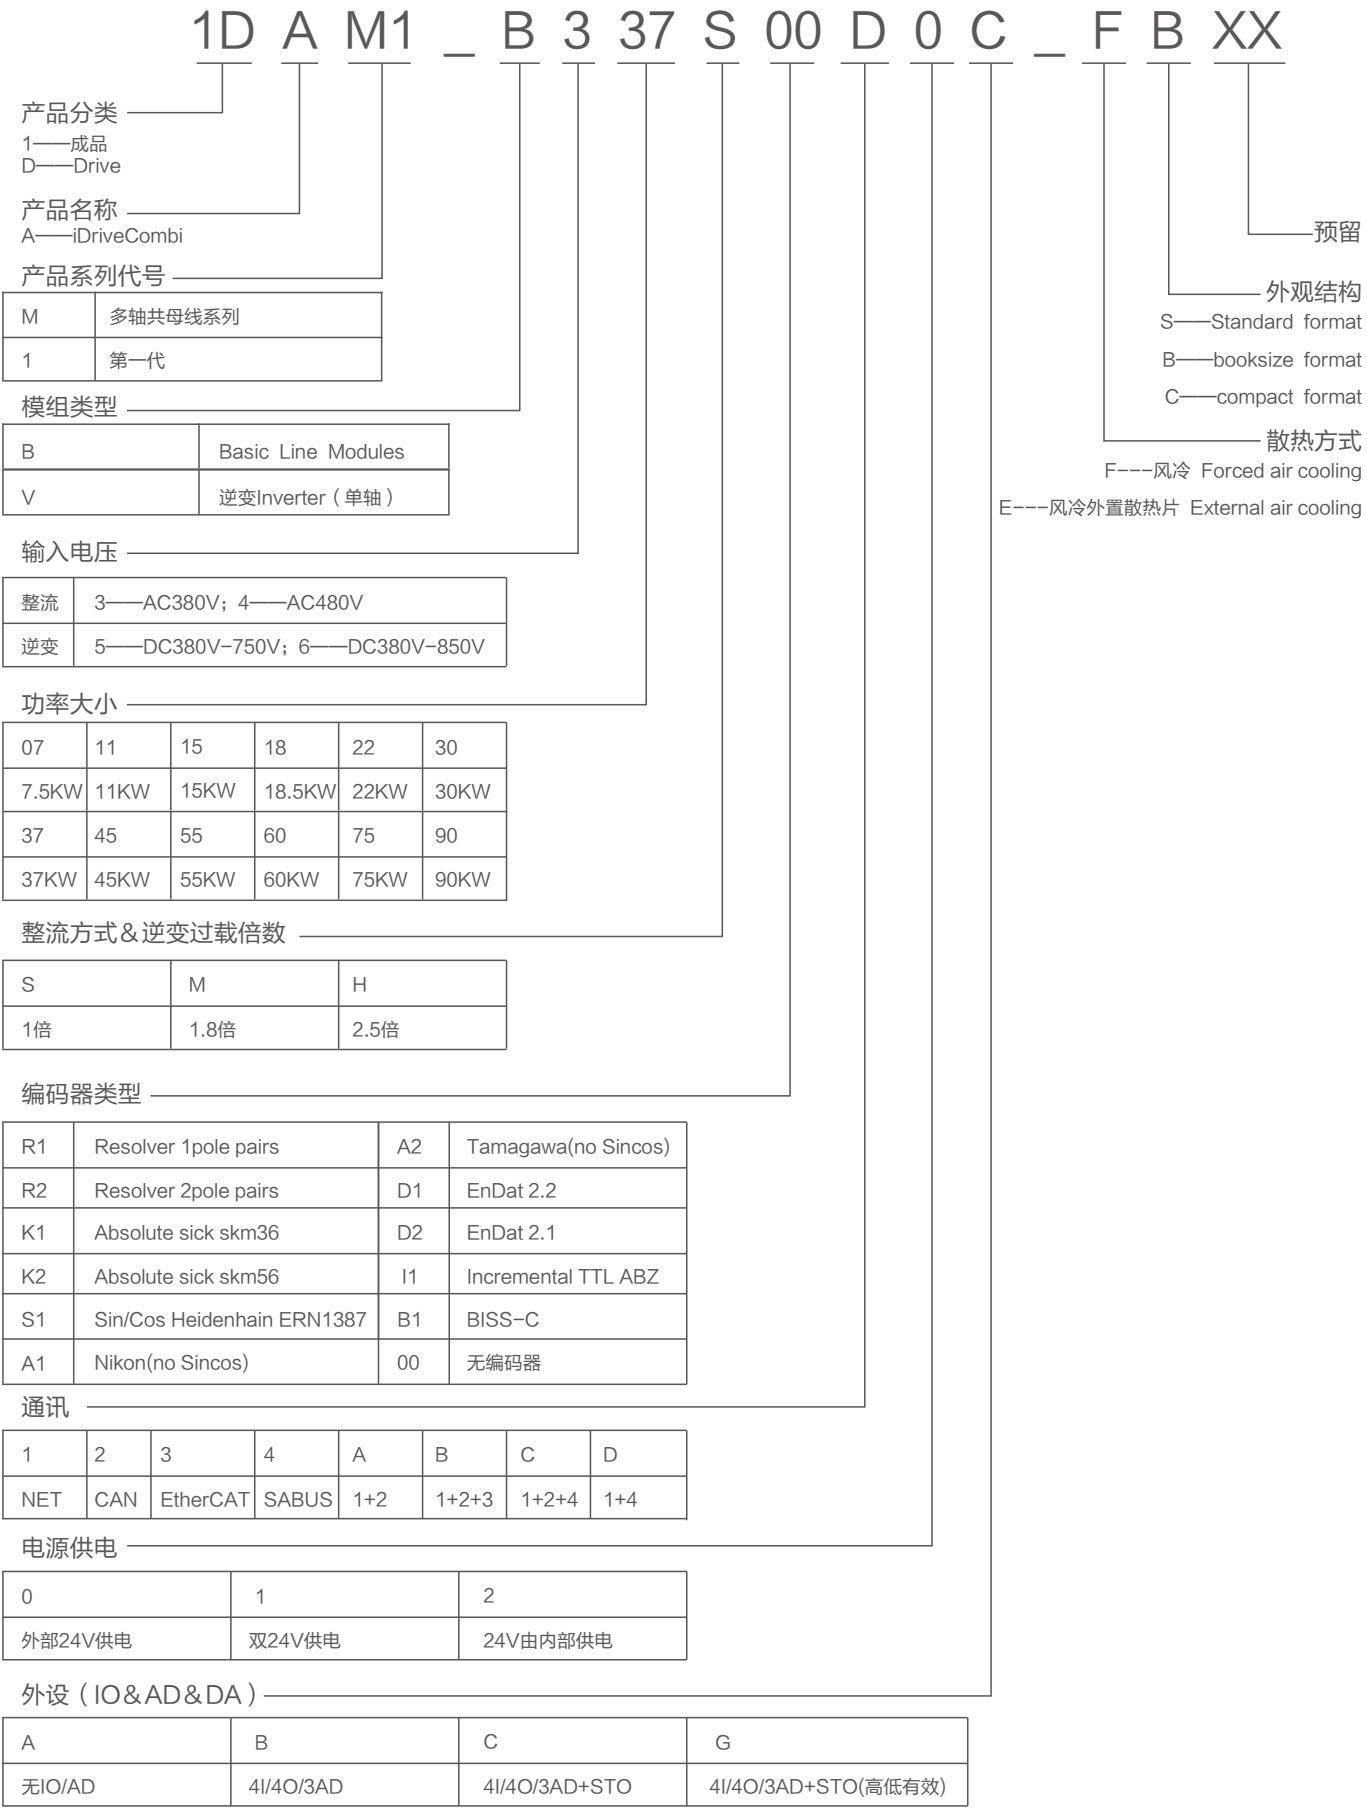 1D A M1 _ B 3 37 S 00 D 0 C _ F B XX
产品分类
1——成品
D——Drive
产品名称
A——iDriveCombi
产品系列代号
M 多轴共母线系列
1 第一代
模组类型
B Basic Line Modules
V 逆变Inverter（单轴）
输入电压
整流 3——AC380V；4——AC480V
逆变 5——DC380V-750V；6——DC380V-850V
功率大小
07 11 15 18 22 30
7.5KW 11KW 15KW 18.5KW 22KW 30KW
37 45 55 60 75 90
37KW 45KW 55KW 60KW 75KW 90KW
整流方式&逆变过载倍数
S M H
1倍 1.8倍 2.5倍
编码器类型
R1 Resolver 1pole pairs A2 Tamagawa(no Sincos)
R2 Resolver 2pole pairs D1 EnDat 2.2
K1 Absolute sick skm36 D2 EnDat 2.1
K2 Absolute sick skm56 I1 Incremental TTL ABZ
S1 Sin/Cos Heidenhain ERN1387 B1 BISS-C
A1 Nikon(no Sincos) 00 无编码器
通讯
1 2 3 4 A B C D
NET CAN EtherCAT SABUS 1+2 1+2+3 1+2+4 1+4
电源供电
0 1 2
外部24V供电 双24V供电 24V由内部供电
外设（IO&AD&DA）
A B C G
无IO/AD 4I/4O/3AD 4I/4O/3AD+STO 4I/4O/3AD+STO(高低有效)
预留
外观结构
S——Standard format
B——booksize format
C——compact format
散热方式
F---风冷 Forced air cooling
E---风冷外置散热片 External air cooling